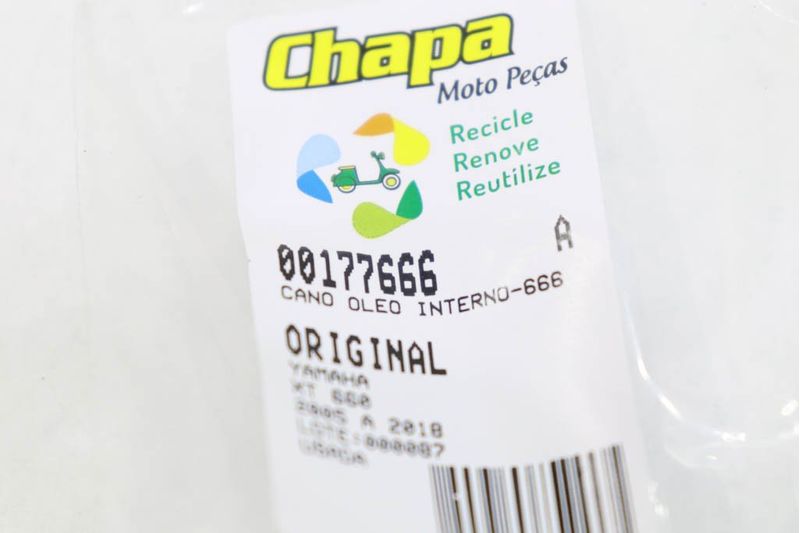 Chapa
Moto Peças
Recicle
Renove
Reutilize
A
00177666
CANO OLEO INTERNO-666
ORIGINAL
YAMAHA
XT 660
2005 A 2018
LOTE:000087
USADA